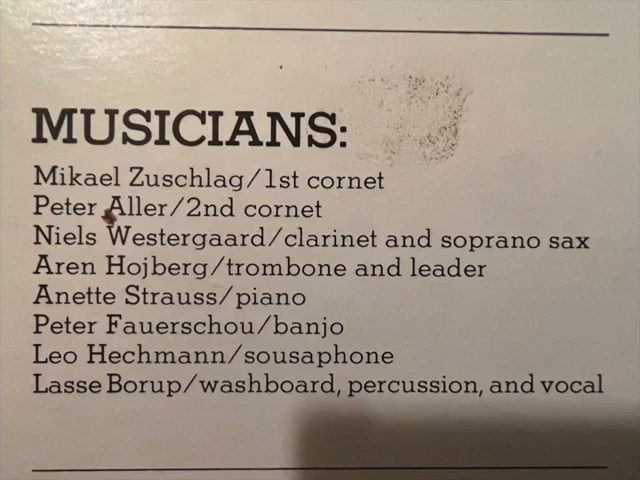 MUSICIANS:
Mikael Zuschlag/1st cornet
Peter Aller/2nd cornet
Niels Westergaard/clarinet and soprano sax
Aren Hojberg/trombone and leader
Anette Strauss/piano
Peter Fauerschou/banjo
Leo Hechmann/sousaphone
Lasse Borup/washboard, percussion, and vocal